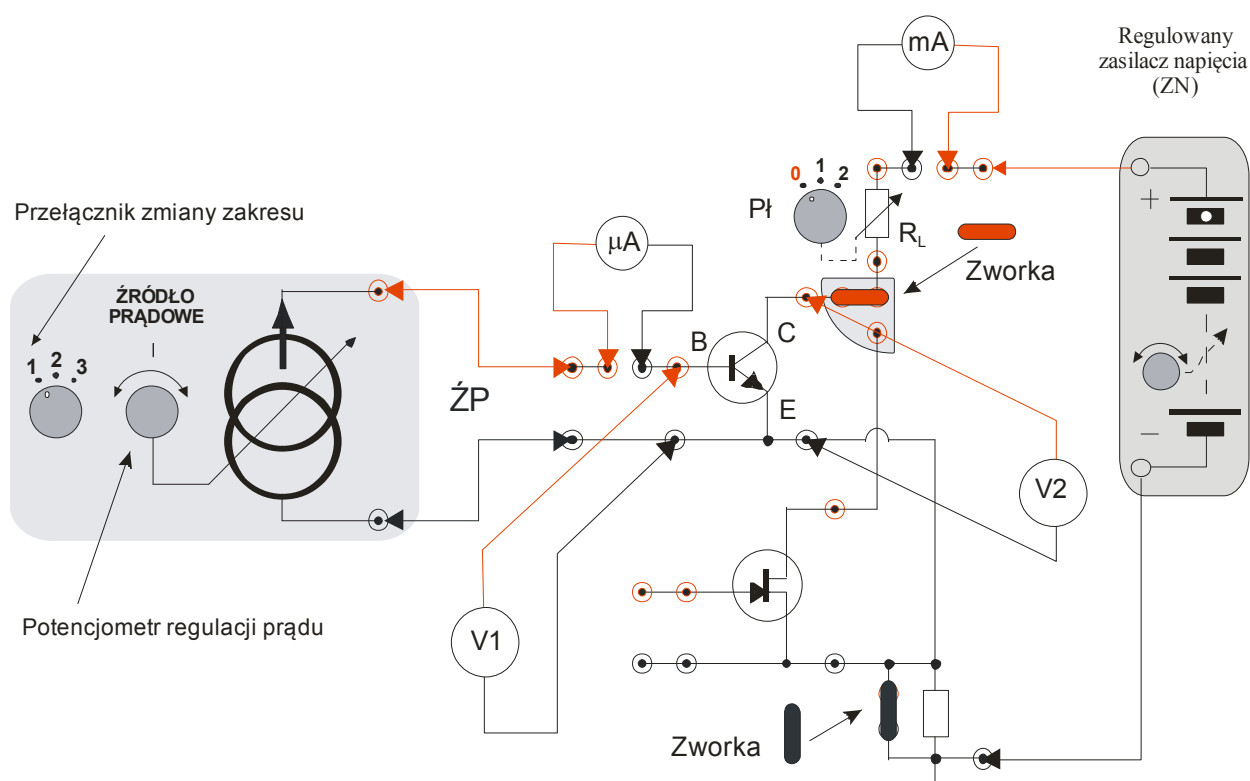 mA
Regulowany
zasilacz napięcia
(ZN)
0 1 2
Pł
R_L
+
Zworka
Przełącznik zmiany zakresu
μA
ŹRÓDŁO
PRĄDOWE
1 2 3
B
C
ŹP
E
V2
Potencjometr regulacji prądu
V1
Zworka